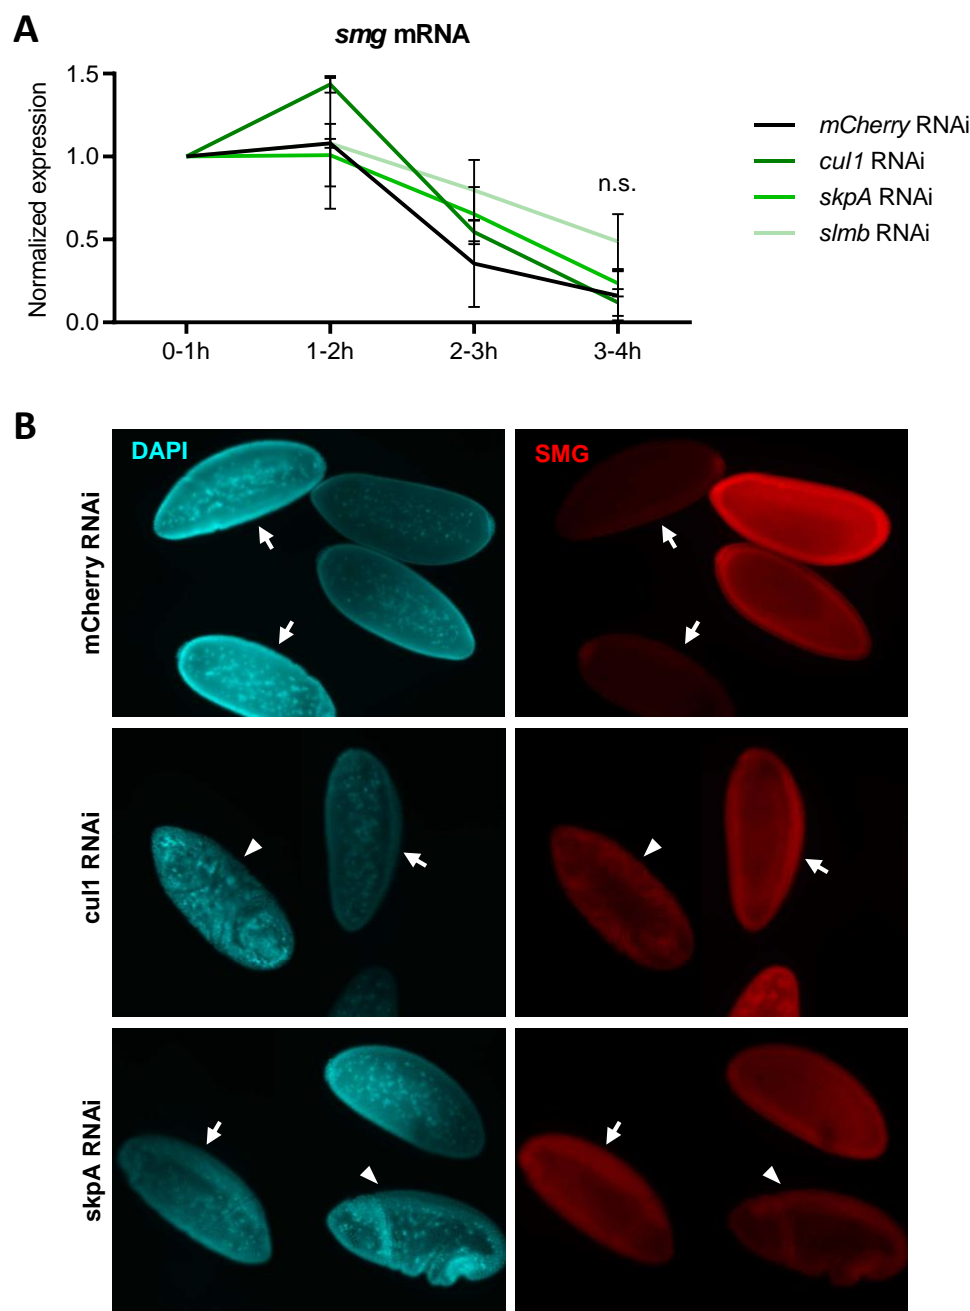 A
smg mRNA
Normalized expression
1.5
1.0
0.5
0.0
0-1h
1-2h
2-3h
3-4h
n.s.
mCherry RNAi
cul1 RNAi
skpA RNAi
slmb RNAi
B
DAPI
SMG
mCherry RNAi
cul1 RNAi
skpA RNAi